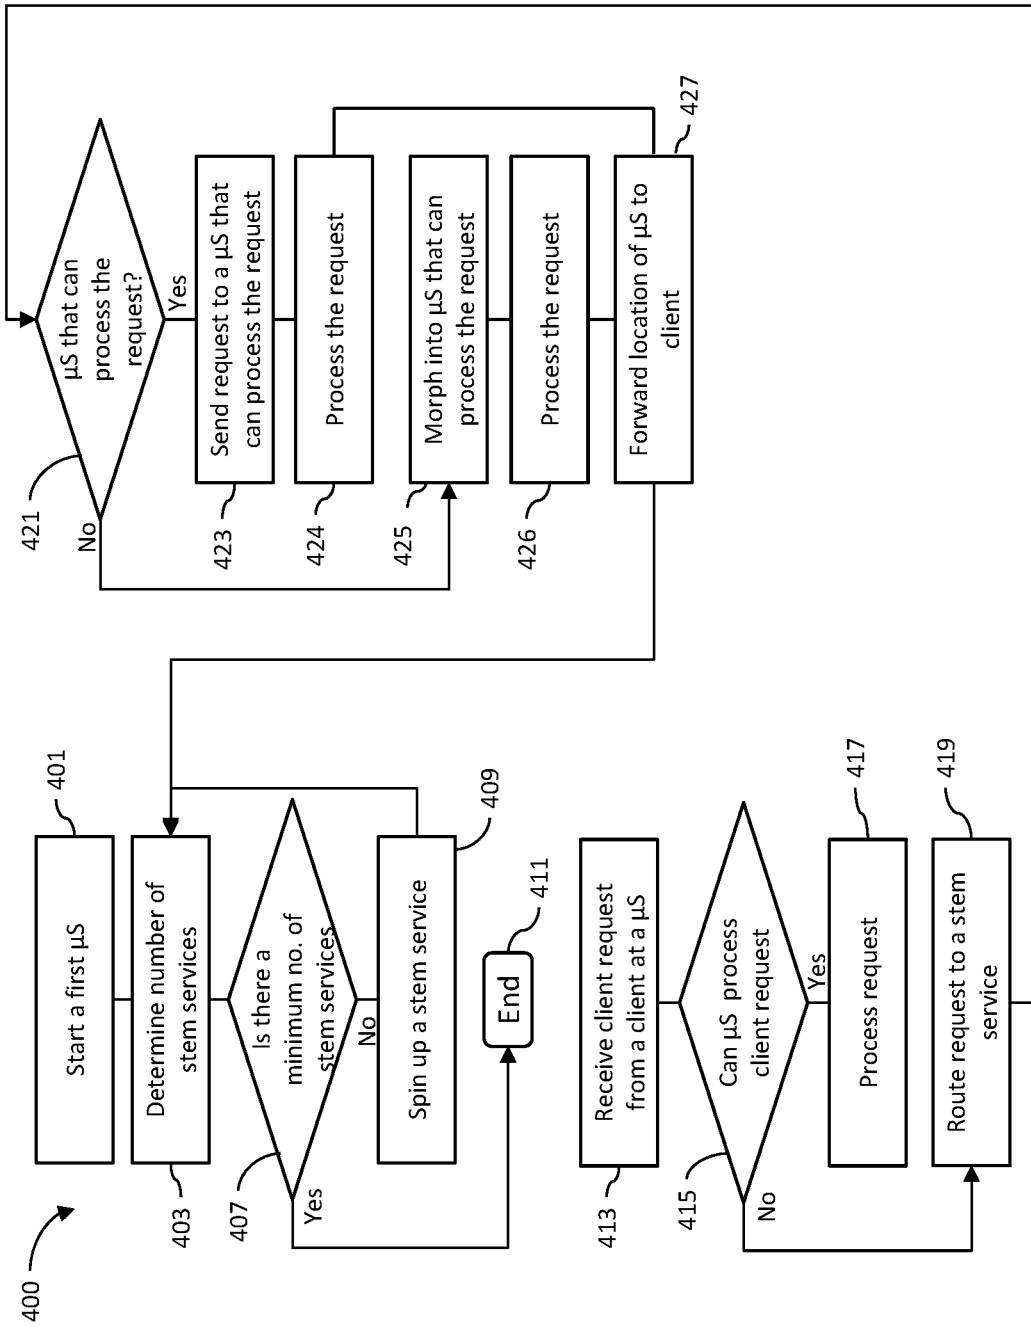 400
401
Start a first µS
403
Determine number of
stem services
407
Is there a
minimum no. of
stem services
Yes
No
409
Spin up a stem service
411
End
413
Receive client request
from a client at a µS
415
Can µS process
client request
No
Yes
417
Process request
419
Route request to a stem
service
421
µS that can
process the
request?
No
Yes
423
Send request to a µS that
can process the request
424
Process the request
425
Morph into µS that can
process the request
426
Process the request
427
Forward location of µS to
client